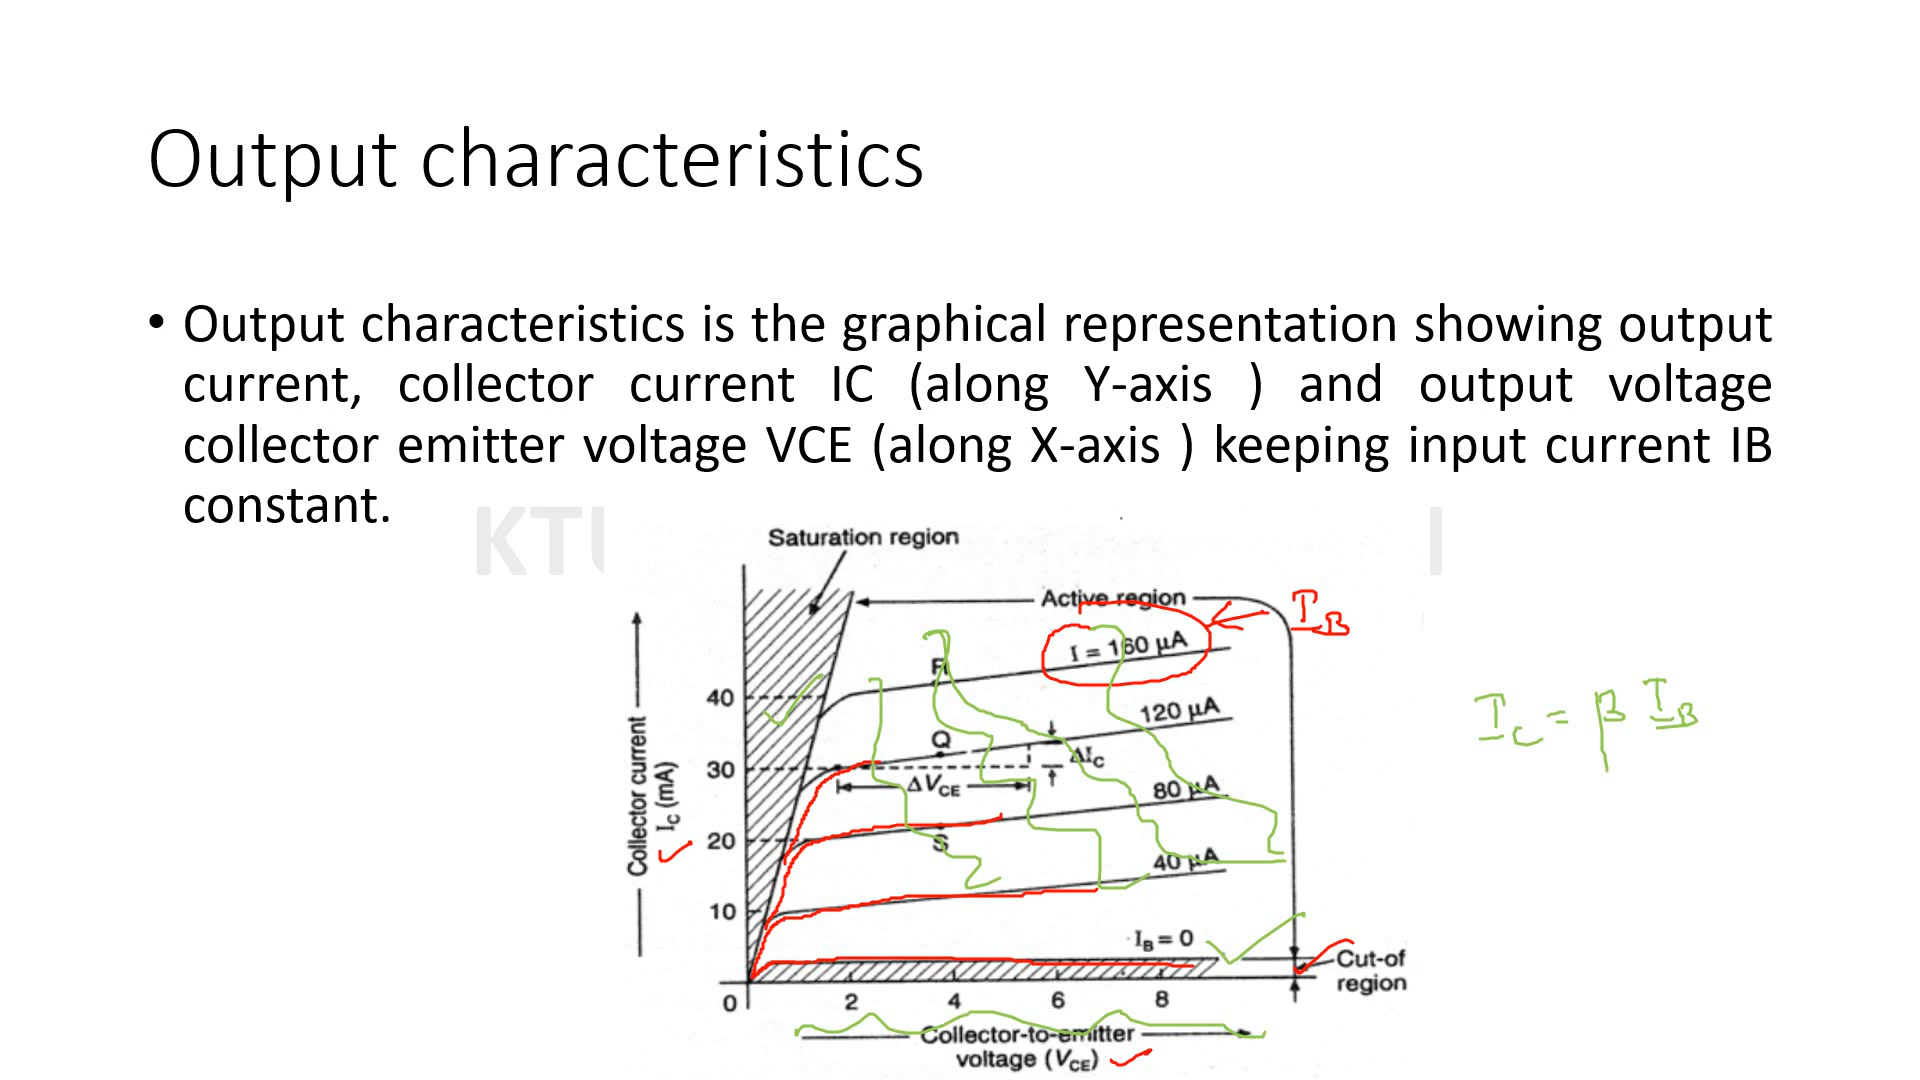 Output characteristics
• Output characteristics is the graphical representation showing output
current, collector current IC (along Y-axis ) and output voltage
collector emitter voltage VCE (along X-axis ) keeping input current IB
constant.
KTU
Saturation region
Active region
I_B
I = 160 μA
R
40
120 μA
I_C = β I_B
Q
ΔI_C
30
ΔV_CE
80 μA
Collector current
I_C (mA)
20
S
40 μA
10
I_B = 0
Cut-of
region
0
2
4
6
8
Collector-to-emitter
voltage (V_CE)